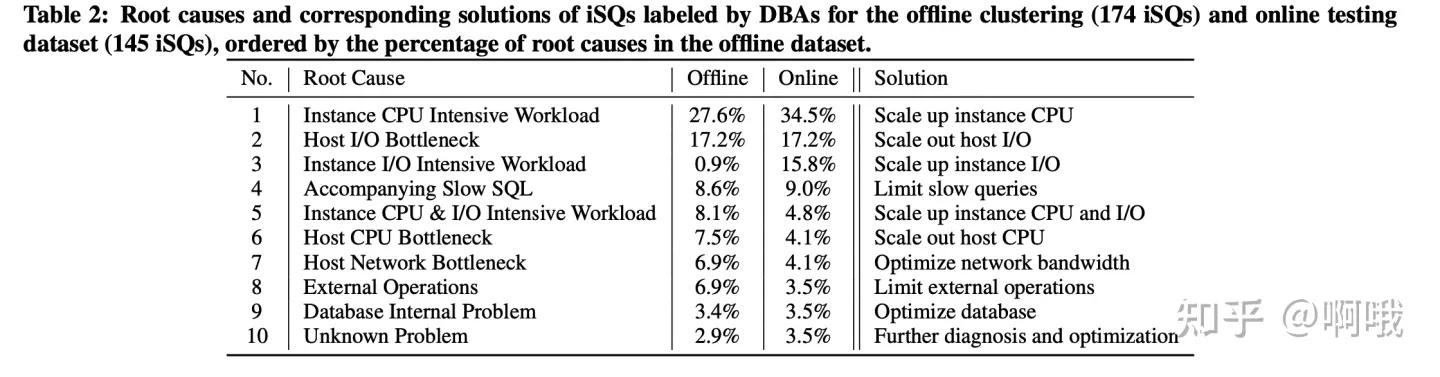 Table 2: Root causes and corresponding solutions of iSQs labeled by DBAs for the offline clustering (174 iSQs) and online testing
dataset (145 iSQs), ordered by the percentage of root causes in the offline dataset.
No. Root Cause Offline Online Solution
1 Instance CPU Intensive Workload 27.6% 34.5% Scale up instance CPU
2 Host I/O Bottleneck 17.2% 17.2% Scale out host I/O
3 Instance I/O Intensive Workload 0.9% 15.8% Scale up instance I/O
4 Accompanying Slow SQL 8.6% 9.0% Limit slow queries
5 Instance CPU & I/O Intensive Workload 8.1% 4.8% Scale up instance CPU and I/O
6 Host CPU Bottleneck 7.5% 4.1% Scale out host CPU
7 Host Network Bottleneck 6.9% 4.1% Optimize network bandwidth
8 External Operations 6.9% 3.5% Limit external operations
9 Database Internal Problem 3.4% 3.5% Optimize database
10 Unknown Problem 2.9% 3.5% Further diagnosis and optimization
知乎 @啊哦